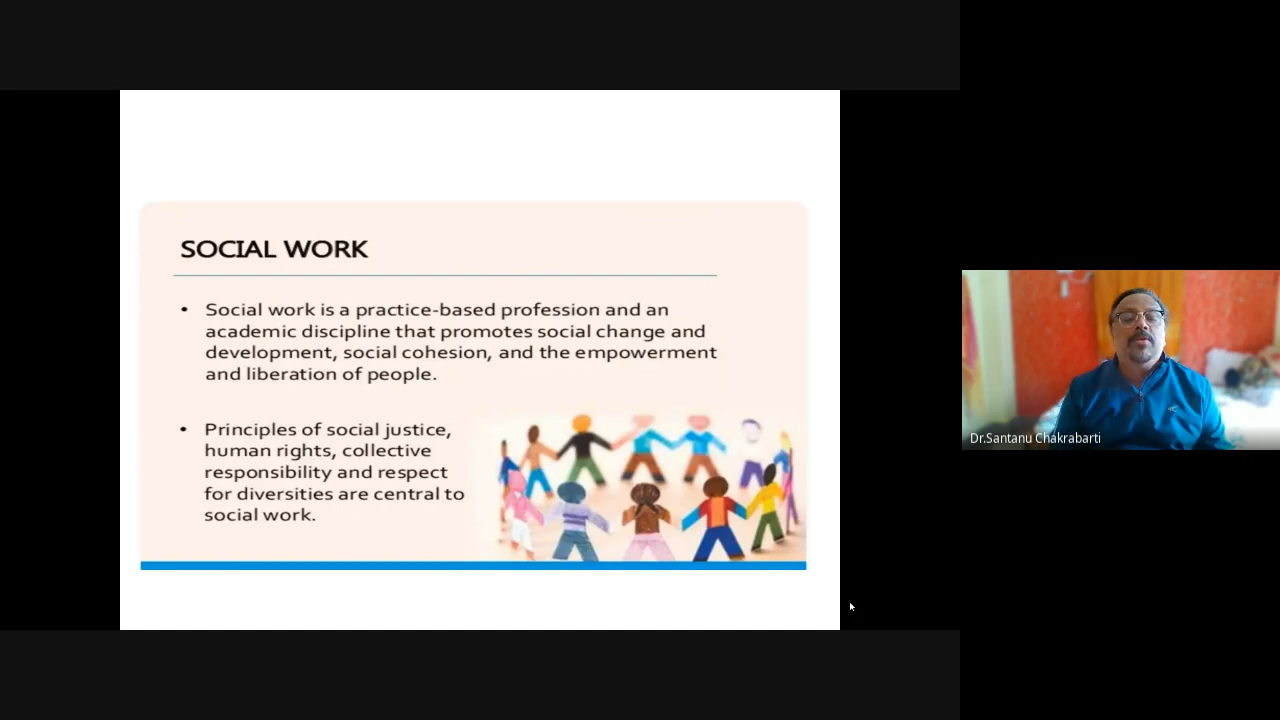 SOCIAL WORK
• Social work is a practice-based profession and an
academic discipline that promotes social change and
development, social cohesion, and the empowerment
and liberation of people.
• Principles of social justice,
human rights, collective
responsibility and respect
for diversities are central to
social work.
Dr.Santanu Chakrabarti